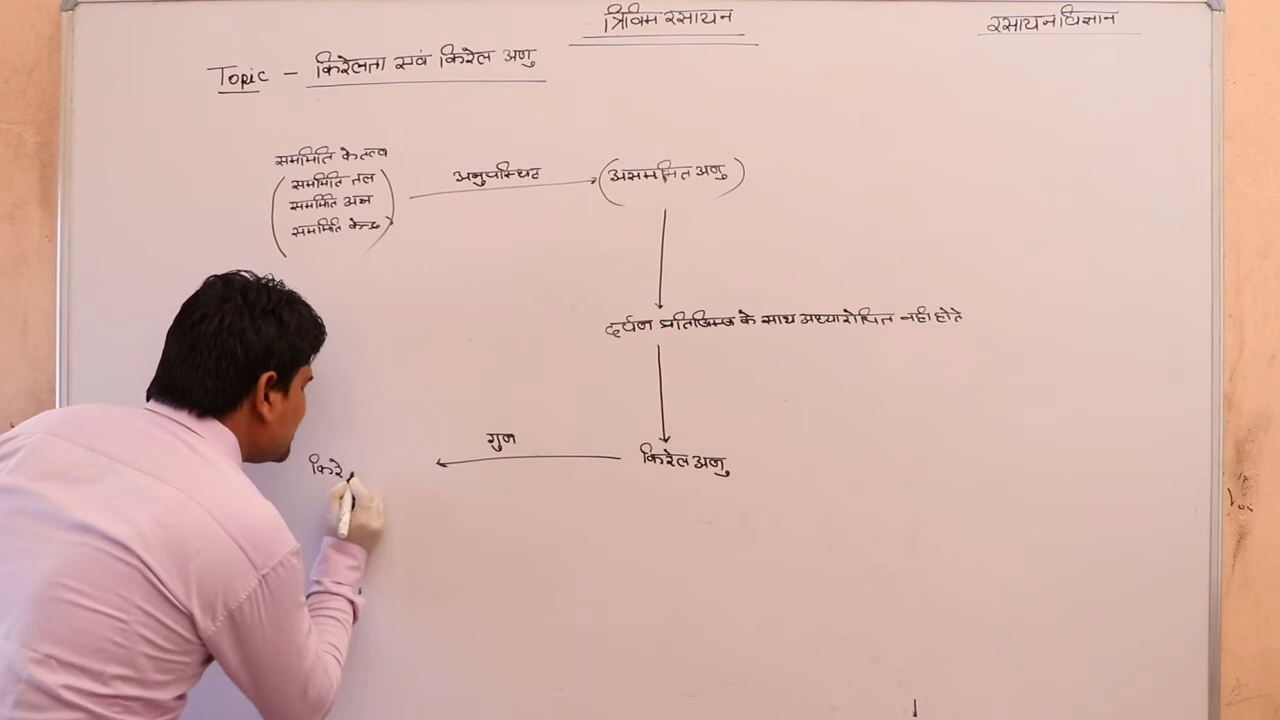 त्रिविम रसायन
रसायन विज्ञान
Topic - किरेलता एवं किरेल अणु
सममिति के तत्व
(सममिति तल
सममिति अक्ष
सममिति केन्द्र)
अनुपस्थित
(असममित अणु)
दर्पण प्रतिबिम्ब के साथ अध्यारोपित नहीं होते
गुण
किरेल अणु
किरे